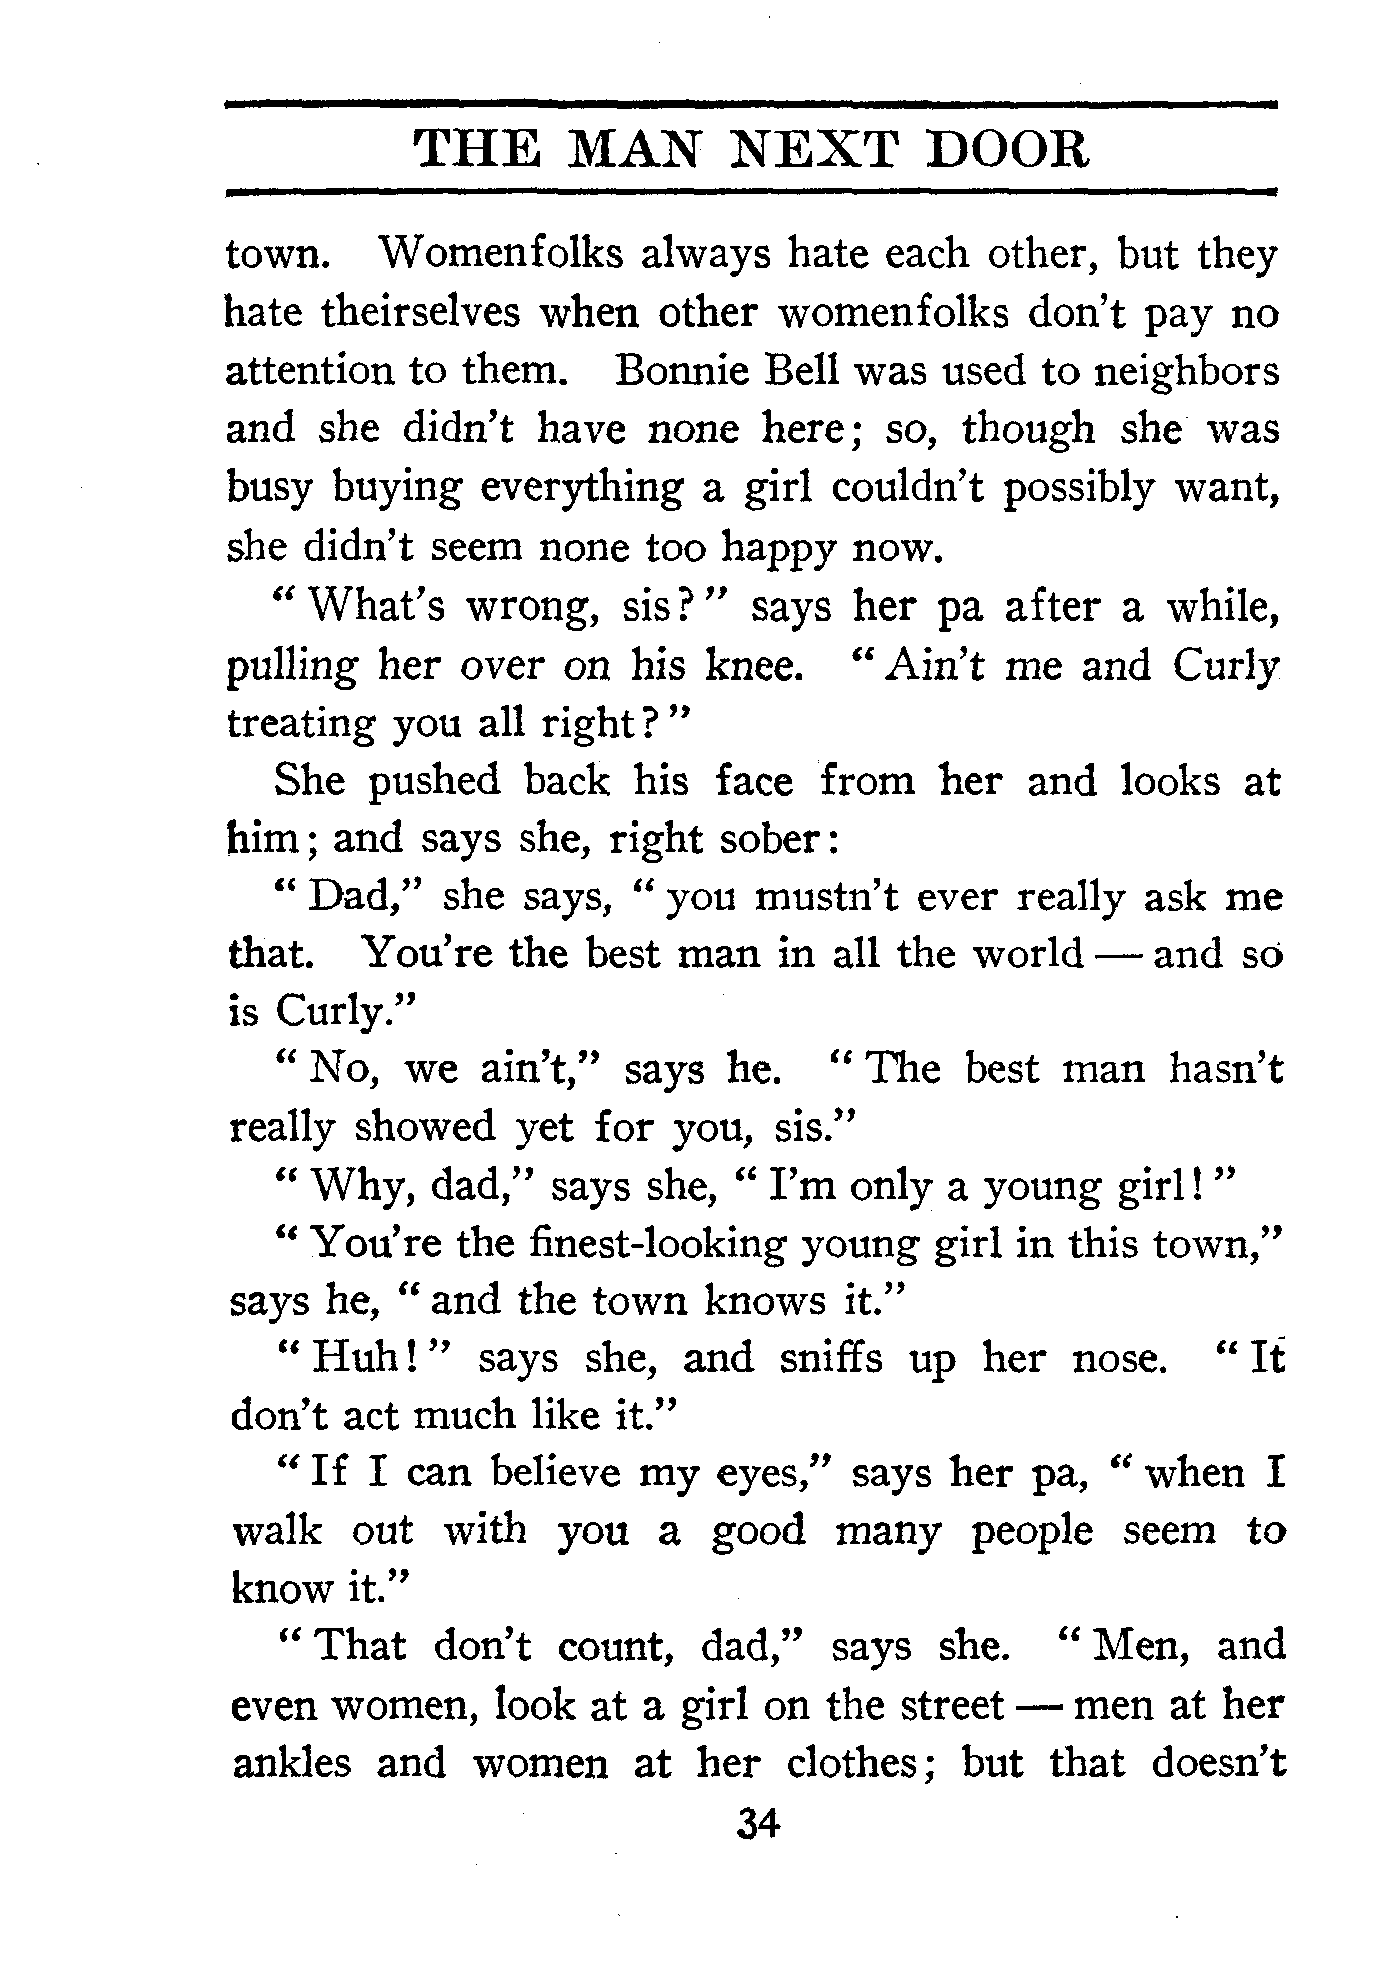 THE MAN NEXT DOOR
town. Womenfolks always hate each other, but they
hate theirselves when other womenfolks don't pay no
attention to them. Bonnie Bell was used to neighbors
and she didn't have none here; so, though she was
busy buying everything a girl couldn't possibly want,
she didn't seem none too happy now.
“ What's wrong, sis? ” says her pa after a while,
pulling her over on his knee. “ Ain't me and Curly
treating you all right? ”
She pushed back his face from her and looks at
him; and says she, right sober:
“ Dad,” she says, “ you mustn't ever really ask me
that. You're the best man in all the world — and so
is Curly.”
“ No, we ain't,” says he. “ The best man hasn't
really showed yet for you, sis.”
“ Why, dad,” says she, “ I'm only a young girl! ”
“ You're the finest-looking young girl in this town,”
says he, “ and the town knows it.”
“ Huh! ” says she, and sniffs up her nose. “ It
don't act much like it.”
“ If I can believe my eyes,” says her pa, “ when I
walk out with you a good many people seem to
know it.”
“ That don't count, dad,” says she. “ Men, and
even women, look at a girl on the street — men at her
ankles and women at her clothes; but that doesn't
34